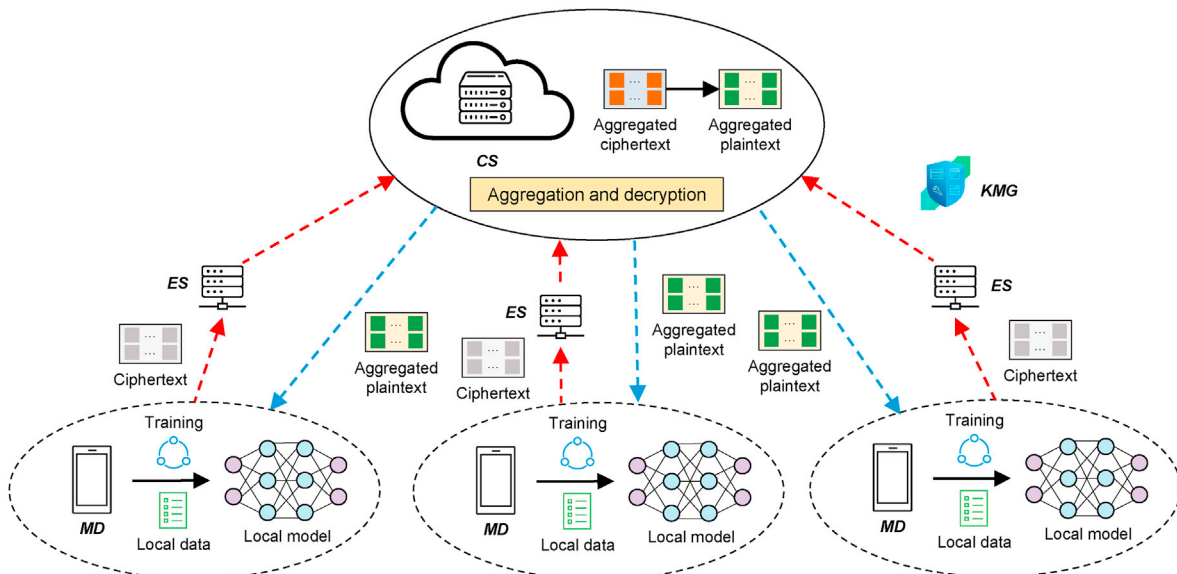 Aggregated
ciphertext
Aggregated
plaintext
CS
Aggregation and decryption
KMG
ES
ES
ES
Ciphertext
Aggregated
plaintext
Ciphertext
Aggregated
plaintext
Aggregated
plaintext
Ciphertext
Training
MD
Local data
Local model
Training
MD
Local data
Local model
Training
MD
Local data
Local model